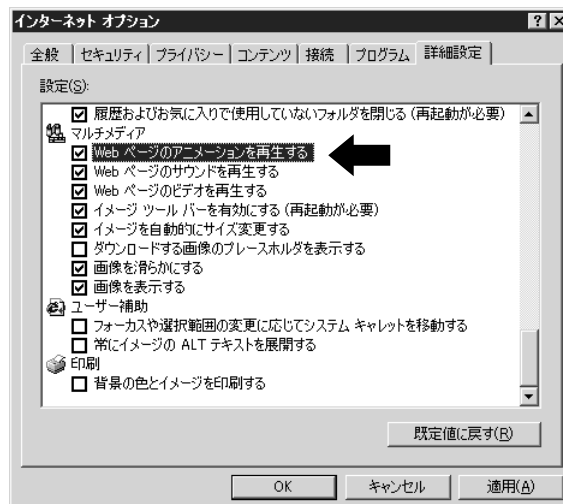 インターネット オプション
全般 セキュリティ プライバシー コンテンツ 接続 プログラム 詳細設定
設定(S):
履歴およびお気に入りで使用していないフォルダを閉じる (再起動が必要)
マルチメディア
Web ページのアニメーションを再生する
Web ページのサウンドを再生する
Web ページのビデオを再生する
イメージ ツール バーを有効にする (再起動が必要)
イメージを自動的にサイズ変更する
ダウンロードする画像のプレースホルダを表示する
画像を滑らかにする
画像を表示する
ユーザー補助
フォーカスや選択範囲の変更に応じてシステム キャレットを移動する
常にイメージの ALT テキストを展開する
印刷
背景の色とイメージを印刷する
既定値に戻す(R)
OK キャンセル 適用(A)